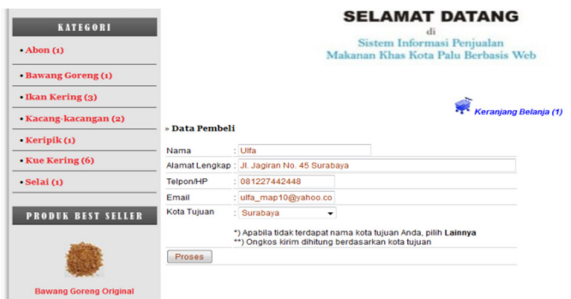 KATEGORI
• Abon (1)
• Bawang Goreng (1)
• Ikan Kering (3)
• Kacang-kacangan (2)
• Keripik (1)
• Kue Kering (6)
• Selai (1)
PRODUK BEST SELLER
Bawang Goreng Original
SELAMAT DATANG
di
Sistem Informasi Penjualan
Makanan Khas Kota Palu Berbasis Web
Keranjang Belanja (1)
» Data Pembeli
Nama : Ulfa
Alamat Lengkap : Jl. Jagiran No. 45 Surabaya
Telpon/HP : 081227442448
Email : ulfa_map10@yahoo.co
Kota Tujuan : Surabaya
*) Apabila tidak terdapat nama kota tujuan Anda, pilih Lainnya
**) Ongkos kirim dihitung berdasarkan kota tujuan
Proses